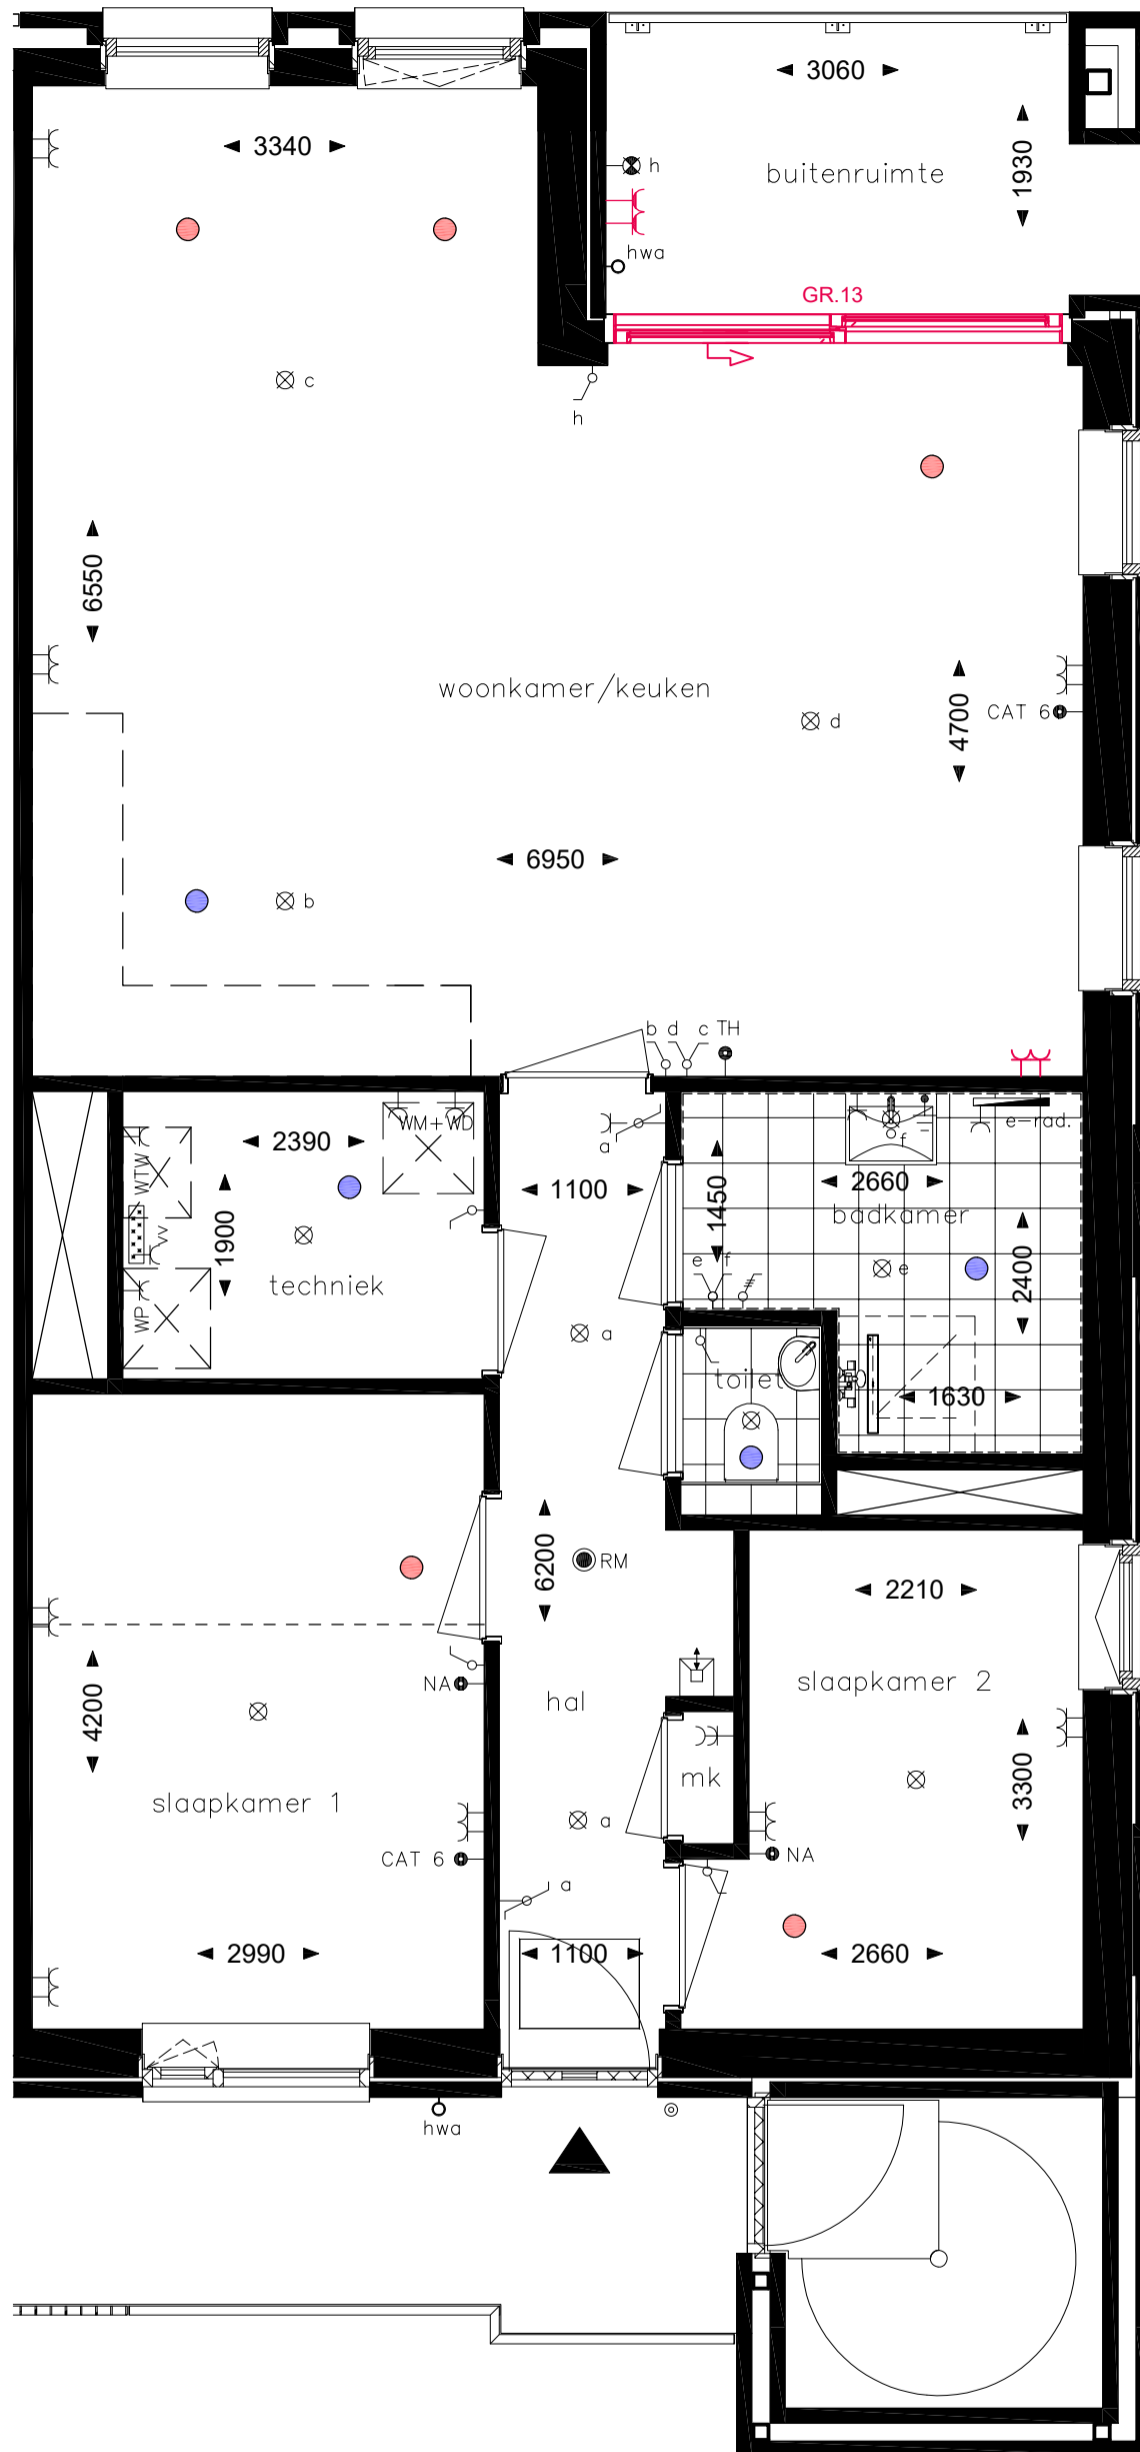 3060
3340
h
buitenruimte
1930
hwa
GR.13
c
h
6550
woonkamer/keuken
4700
CAT 6
d
6950
b
b d c TH
WM+WD
a
f
e-rad.
2390
WTW
1100
1450
2660
badkamer
VV
1900
2400
e f
e
techniek
WP
a
toilet
1630
6200
RM
2210
4200
NA
hal
slaapkamer 2
mk
3300
slaapkamer 1
a
CAT 6
NA
a
2990
1100
2660
hwa